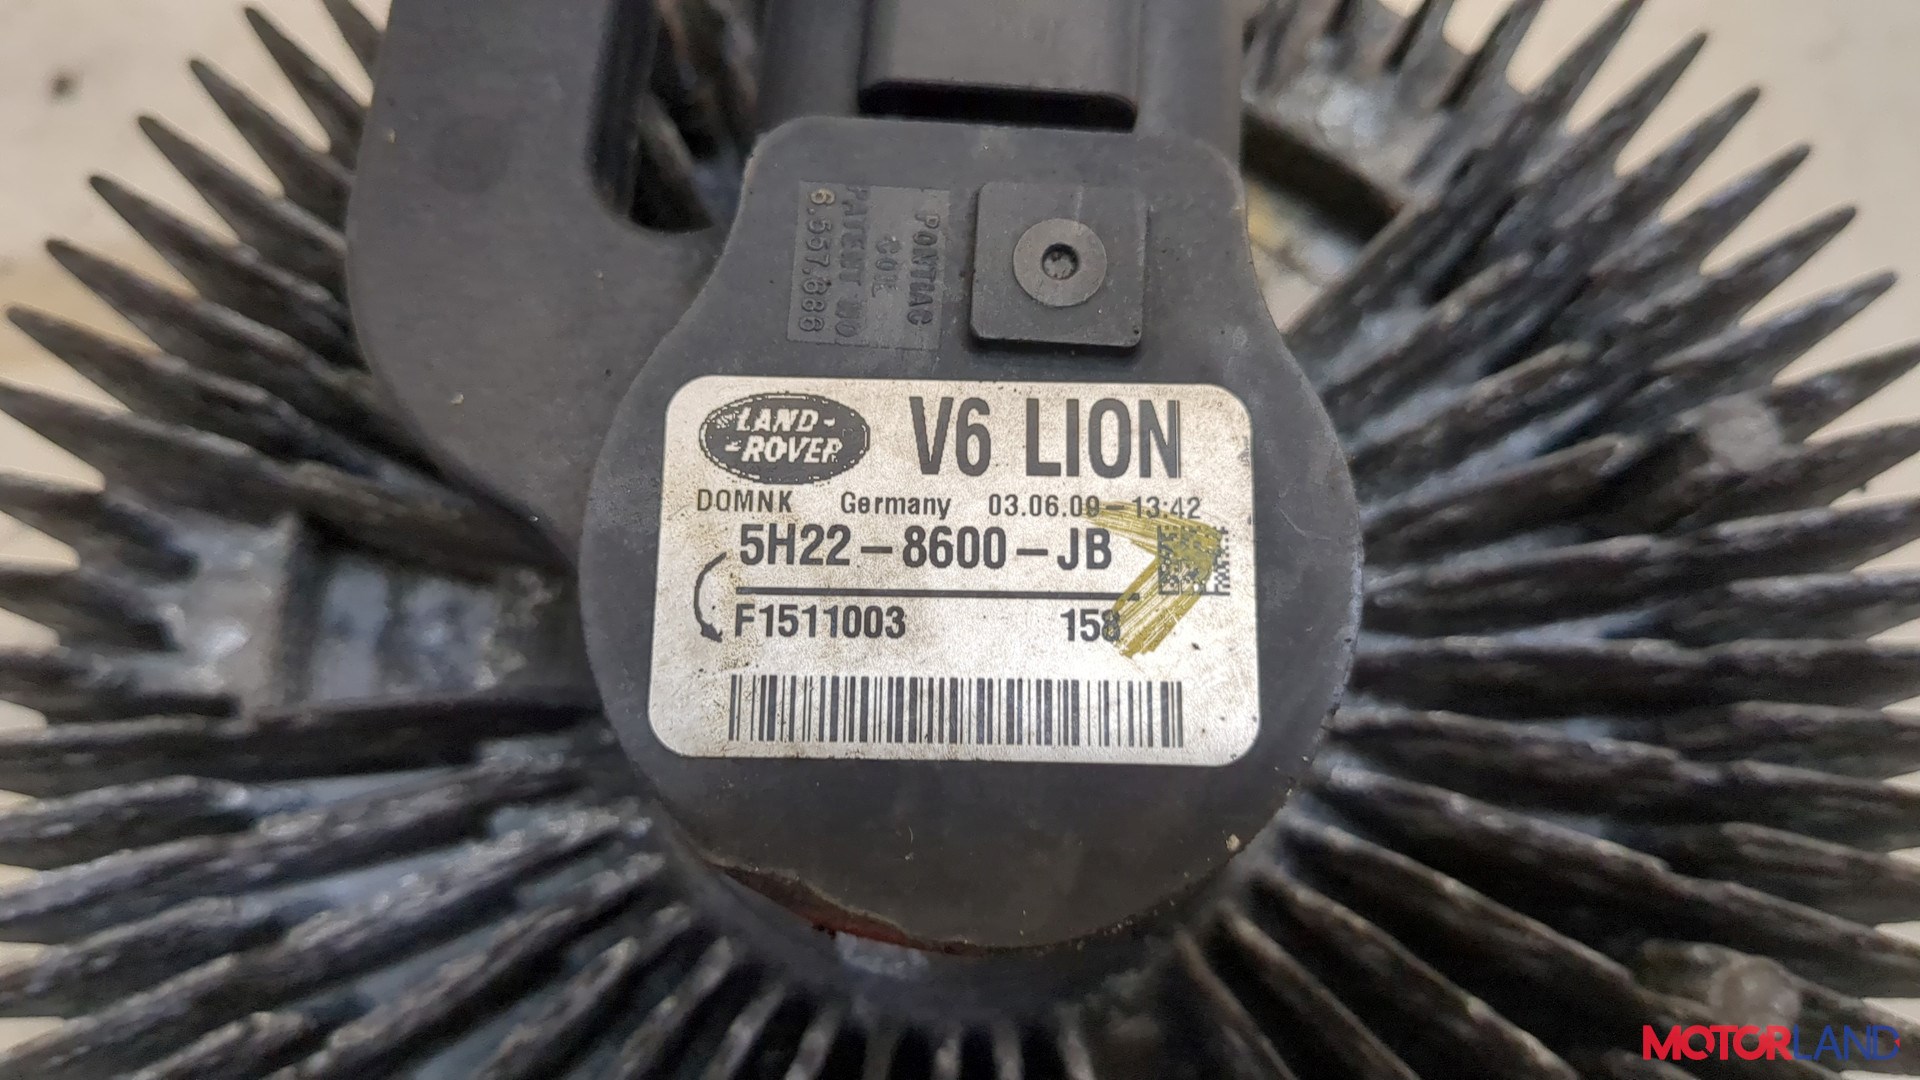 PONTIAC
COIL
PATENT NO
6.557.686
LAND-
-ROVER
V6 LION
DOMNK Germany 03.06.09-13:42
5H22-8600-JB
F1511003 158
MOTORLAND